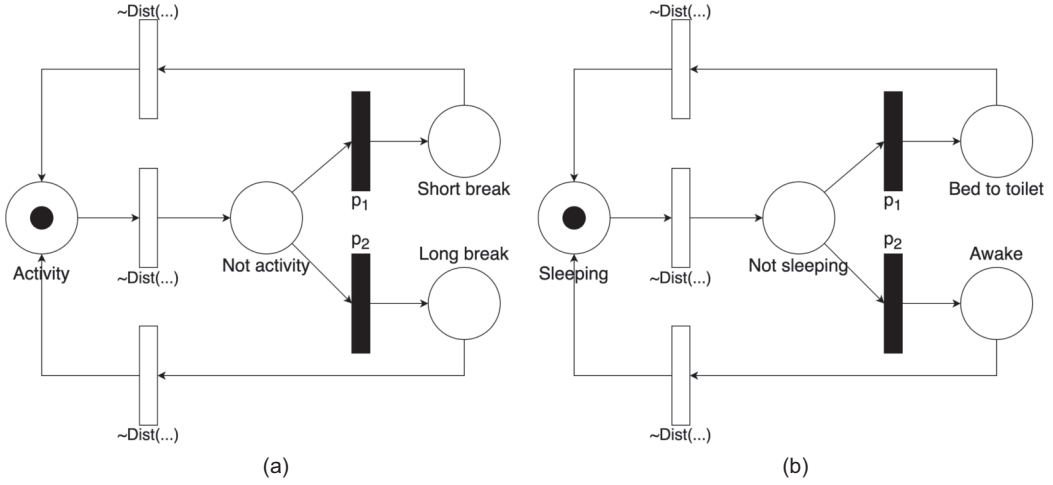 ~Dist(...)
Short break
p1
p2
Long break
Activity
~Dist(...)
Not activity
~Dist(...)
(a)
~Dist(...)
Bed to toilet
p1
p2
Awake
Sleeping
~Dist(...)
Not sleeping
~Dist(...)
(b)